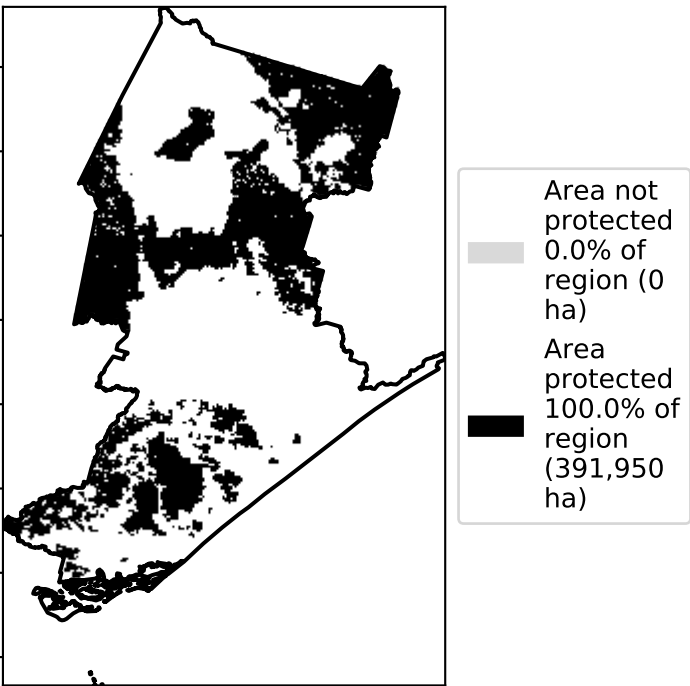 Area not
protected
0.0% of
region (0
ha)
Area
protected
100.0% of
region
(391,950
ha)